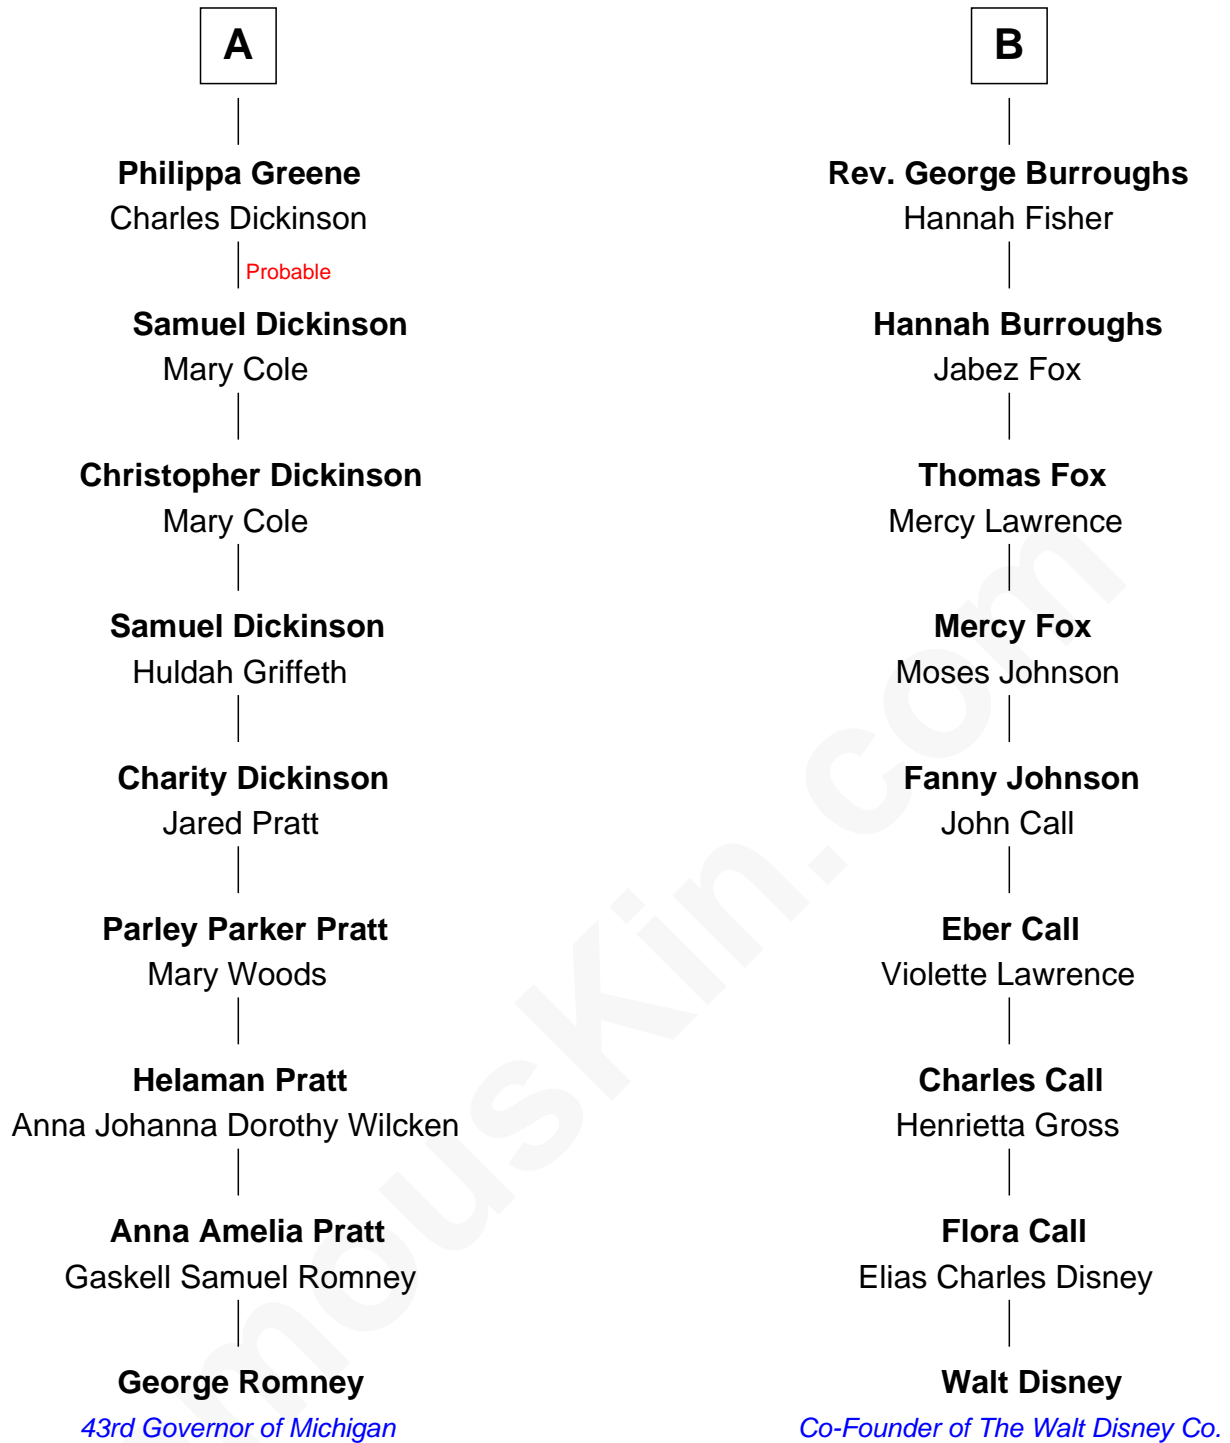 A
Philippa Greene
Charles Dickinson
Probable
Samuel Dickinson
Mary Cole
Christopher Dickinson
Mary Cole
Samuel Dickinson
Huldah Griffeth
Charity Dickinson
Jared Pratt
Parley Parker Pratt
Mary Woods
Helaman Pratt
Anna Johanna Dorothy Wilcken
Anna Amelia Pratt
Gaskell Samuel Romney
George Romney
43rd Governor of Michigan
B
Rev. George Burroughs
Hannah Fisher
Hannah Burroughs
Jabez Fox
Thomas Fox
Mercy Lawrence
Mercy Fox
Moses Johnson
Fanny Johnson
John Call
Eber Call
Violette Lawrence
Charles Call
Henrietta Gross
Flora Call
Elias Charles Disney
Walt Disney
Co-Founder of The Walt Disney Co.
mousKin.com